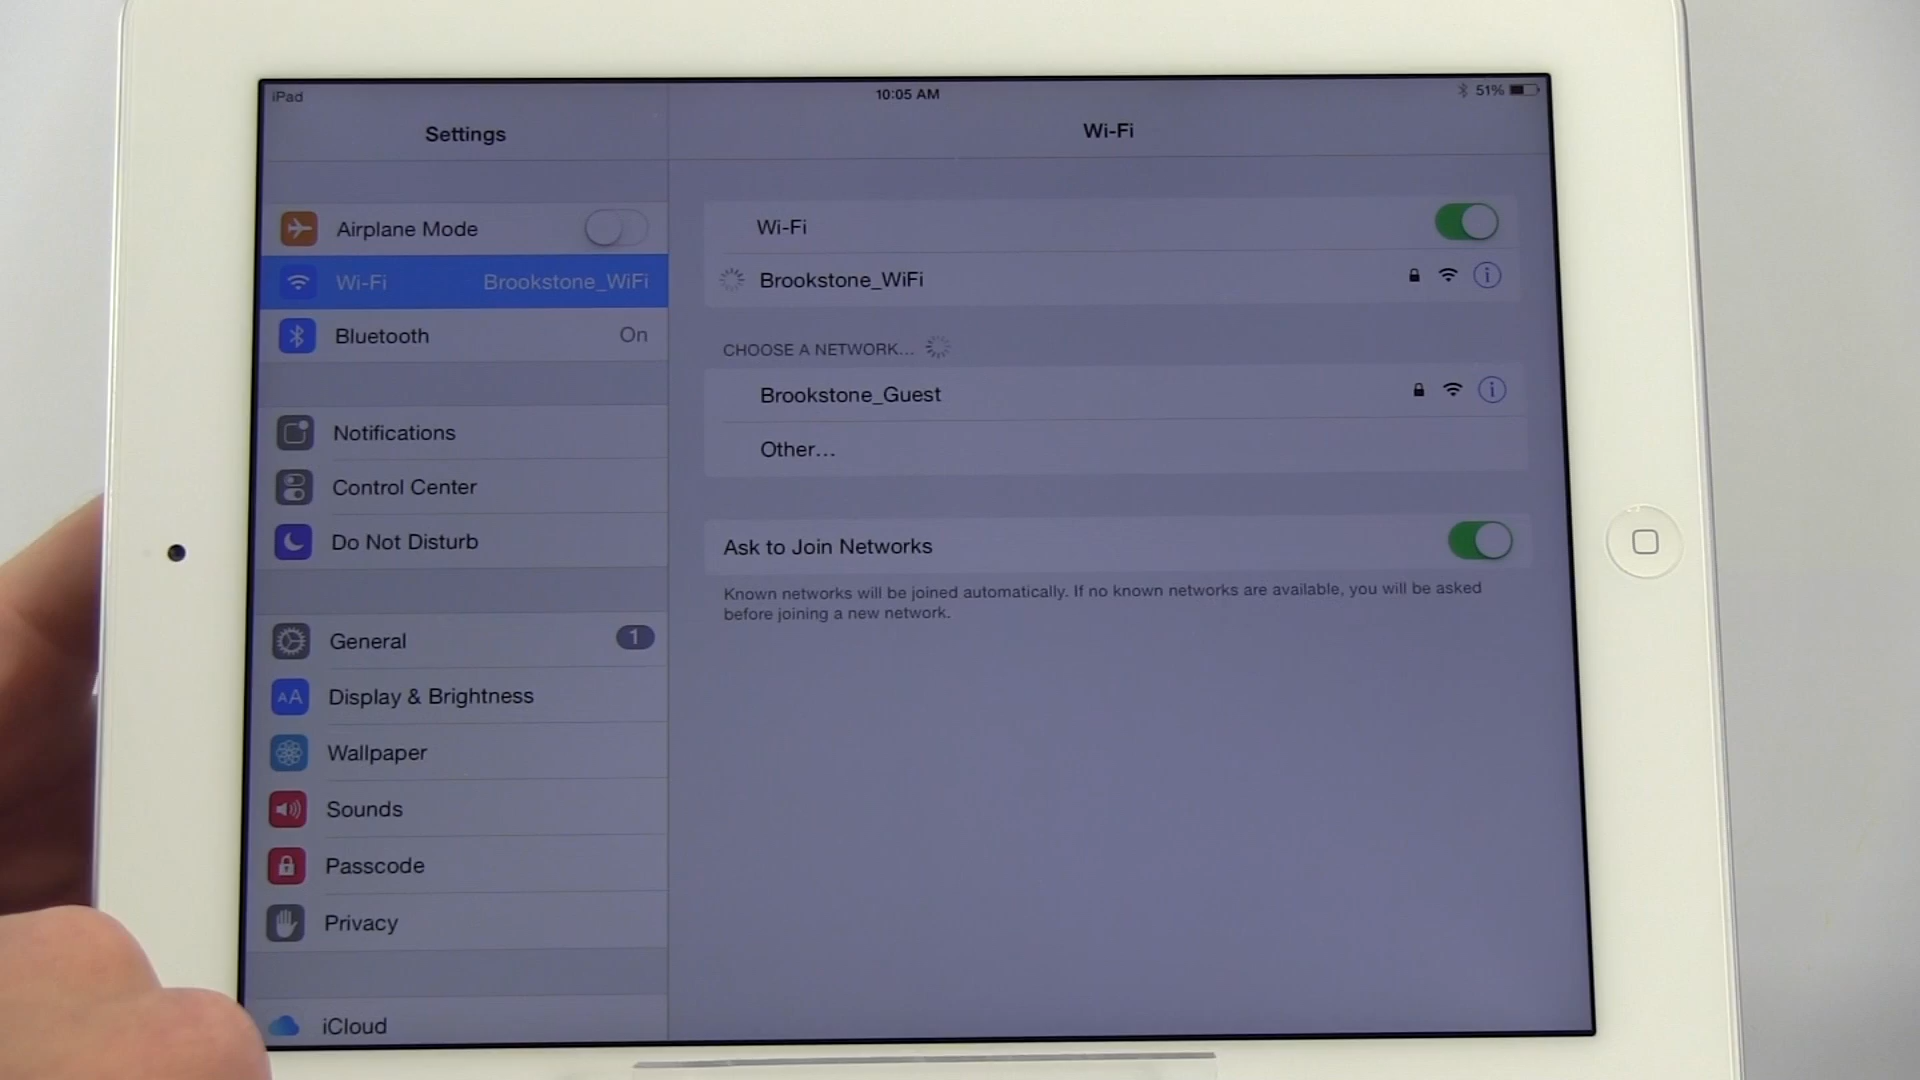 iPad
10:05 AM
51%
Settings
Wi-Fi
Airplane Mode
Wi-Fi Brookstone_WiFi
Bluetooth On
Notifications
Control Center
Do Not Disturb
General 1
AA Display & Brightness
Wallpaper
Sounds
Passcode
Privacy
iCloud
Wi-Fi
Brookstone_WiFi
CHOOSE A NETWORK...
Brookstone_Guest
Other...
Ask to Join Networks
Known networks will be joined automatically. If no known networks are available, you will be asked
before joining a new network.